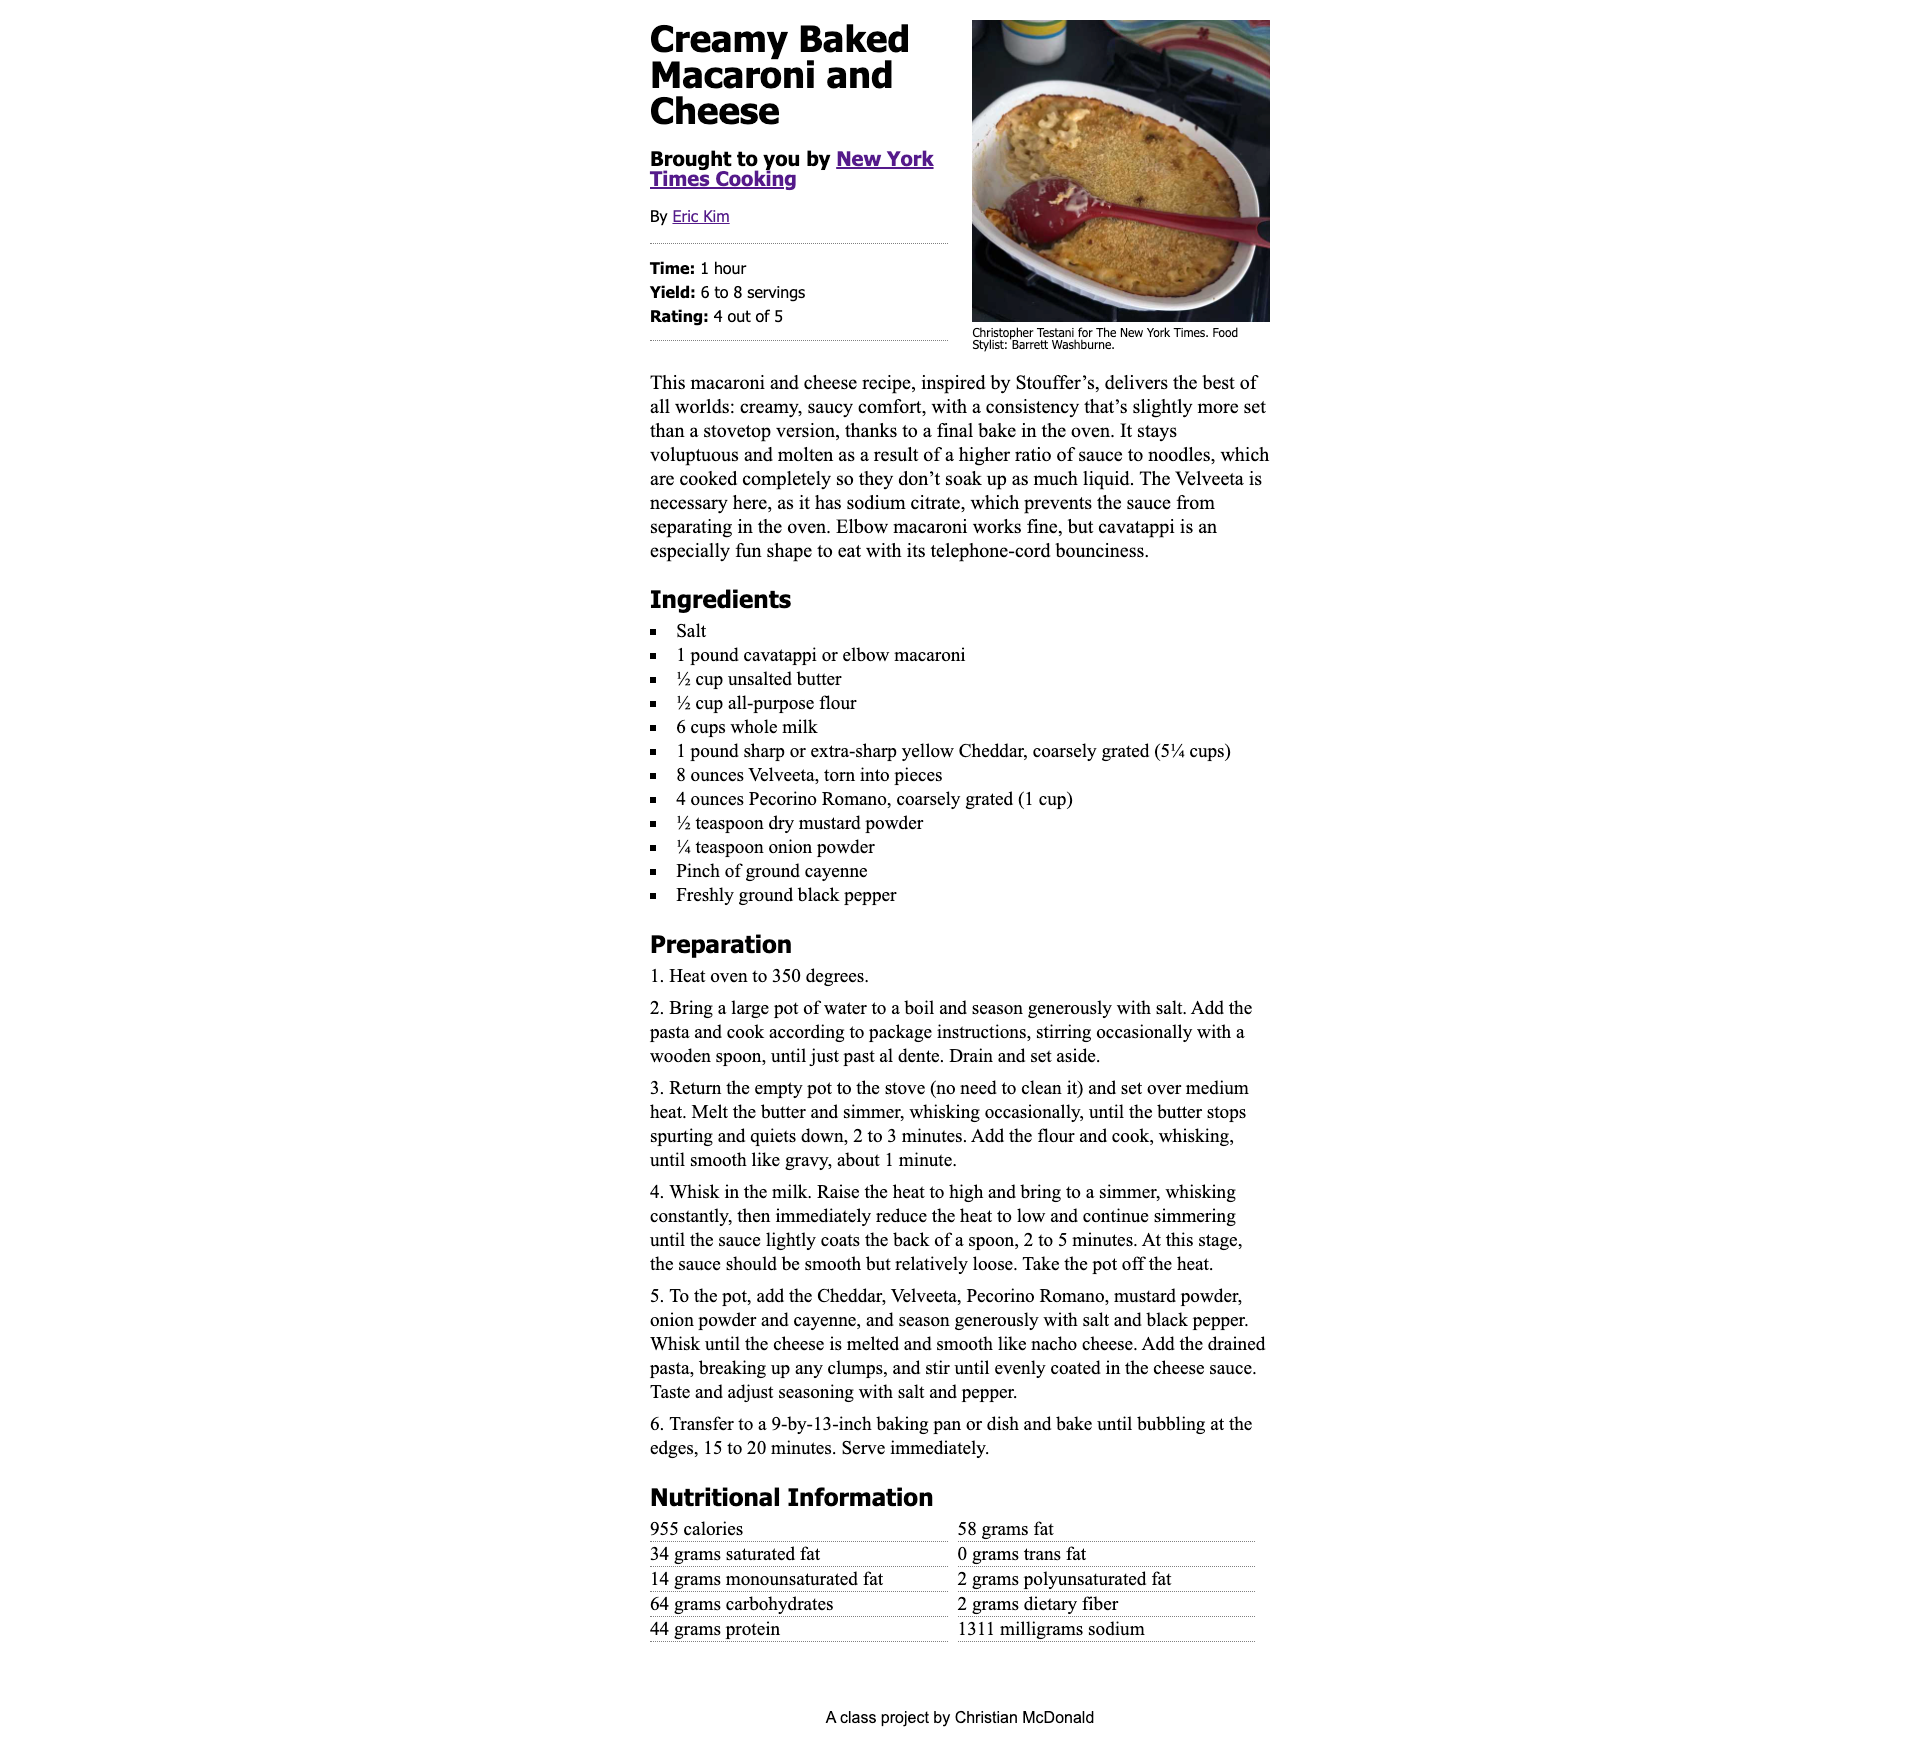 Creamy Baked
Macaroni and
Cheese
Brought to you by New York
Times Cooking
By Eric Kim
Time: 1 hour
Yield: 6 to 8 servings
Rating: 4 out of 5
Christopher Testani for The New York Times. Food
Stylist: Barrett Washburne.
This macaroni and cheese recipe, inspired by Stouffer’s, delivers the best of
all worlds: creamy, saucy comfort, with a consistency that’s slightly more set
than a stovetop version, thanks to a final bake in the oven. It stays
voluptuous and molten as a result of a higher ratio of sauce to noodles, which
are cooked completely so they don’t soak up as much liquid. The Velveeta is
necessary here, as it has sodium citrate, which prevents the sauce from
separating in the oven. Elbow macaroni works fine, but cavatappi is an
especially fun shape to eat with its telephone-cord bounciness.
Ingredients
▪ Salt
▪ 1 pound cavatappi or elbow macaroni
▪ ½ cup unsalted butter
▪ ½ cup all-purpose flour
▪ 6 cups whole milk
▪ 1 pound sharp or extra-sharp yellow Cheddar, coarsely grated (5¼ cups)
▪ 8 ounces Velveeta, torn into pieces
▪ 4 ounces Pecorino Romano, coarsely grated (1 cup)
▪ ½ teaspoon dry mustard powder
▪ ¼ teaspoon onion powder
▪ Pinch of ground cayenne
▪ Freshly ground black pepper
Preparation
1. Heat oven to 350 degrees.
2. Bring a large pot of water to a boil and season generously with salt. Add the
pasta and cook according to package instructions, stirring occasionally with a
wooden spoon, until just past al dente. Drain and set aside.
3. Return the empty pot to the stove (no need to clean it) and set over medium
heat. Melt the butter and simmer, whisking occasionally, until the butter stops
spurting and quiets down, 2 to 3 minutes. Add the flour and cook, whisking,
until smooth like gravy, about 1 minute.
4. Whisk in the milk. Raise the heat to high and bring to a simmer, whisking
constantly, then immediately reduce the heat to low and continue simmering
until the sauce lightly coats the back of a spoon, 2 to 5 minutes. At this stage,
the sauce should be smooth but relatively loose. Take the pot off the heat.
5. To the pot, add the Cheddar, Velveeta, Pecorino Romano, mustard powder,
onion powder and cayenne, and season generously with salt and black pepper.
Whisk until the cheese is melted and smooth like nacho cheese. Add the drained
pasta, breaking up any clumps, and stir until evenly coated in the cheese sauce.
Taste and adjust seasoning with salt and pepper.
6. Transfer to a 9-by-13-inch baking pan or dish and bake until bubbling at the
edges, 15 to 20 minutes. Serve immediately.
Nutritional Information
955 calories
58 grams fat
34 grams saturated fat
0 grams trans fat
14 grams monounsaturated fat
2 grams polyunsaturated fat
64 grams carbohydrates
2 grams dietary fiber
44 grams protein
1311 milligrams sodium
A class project by Christian McDonald